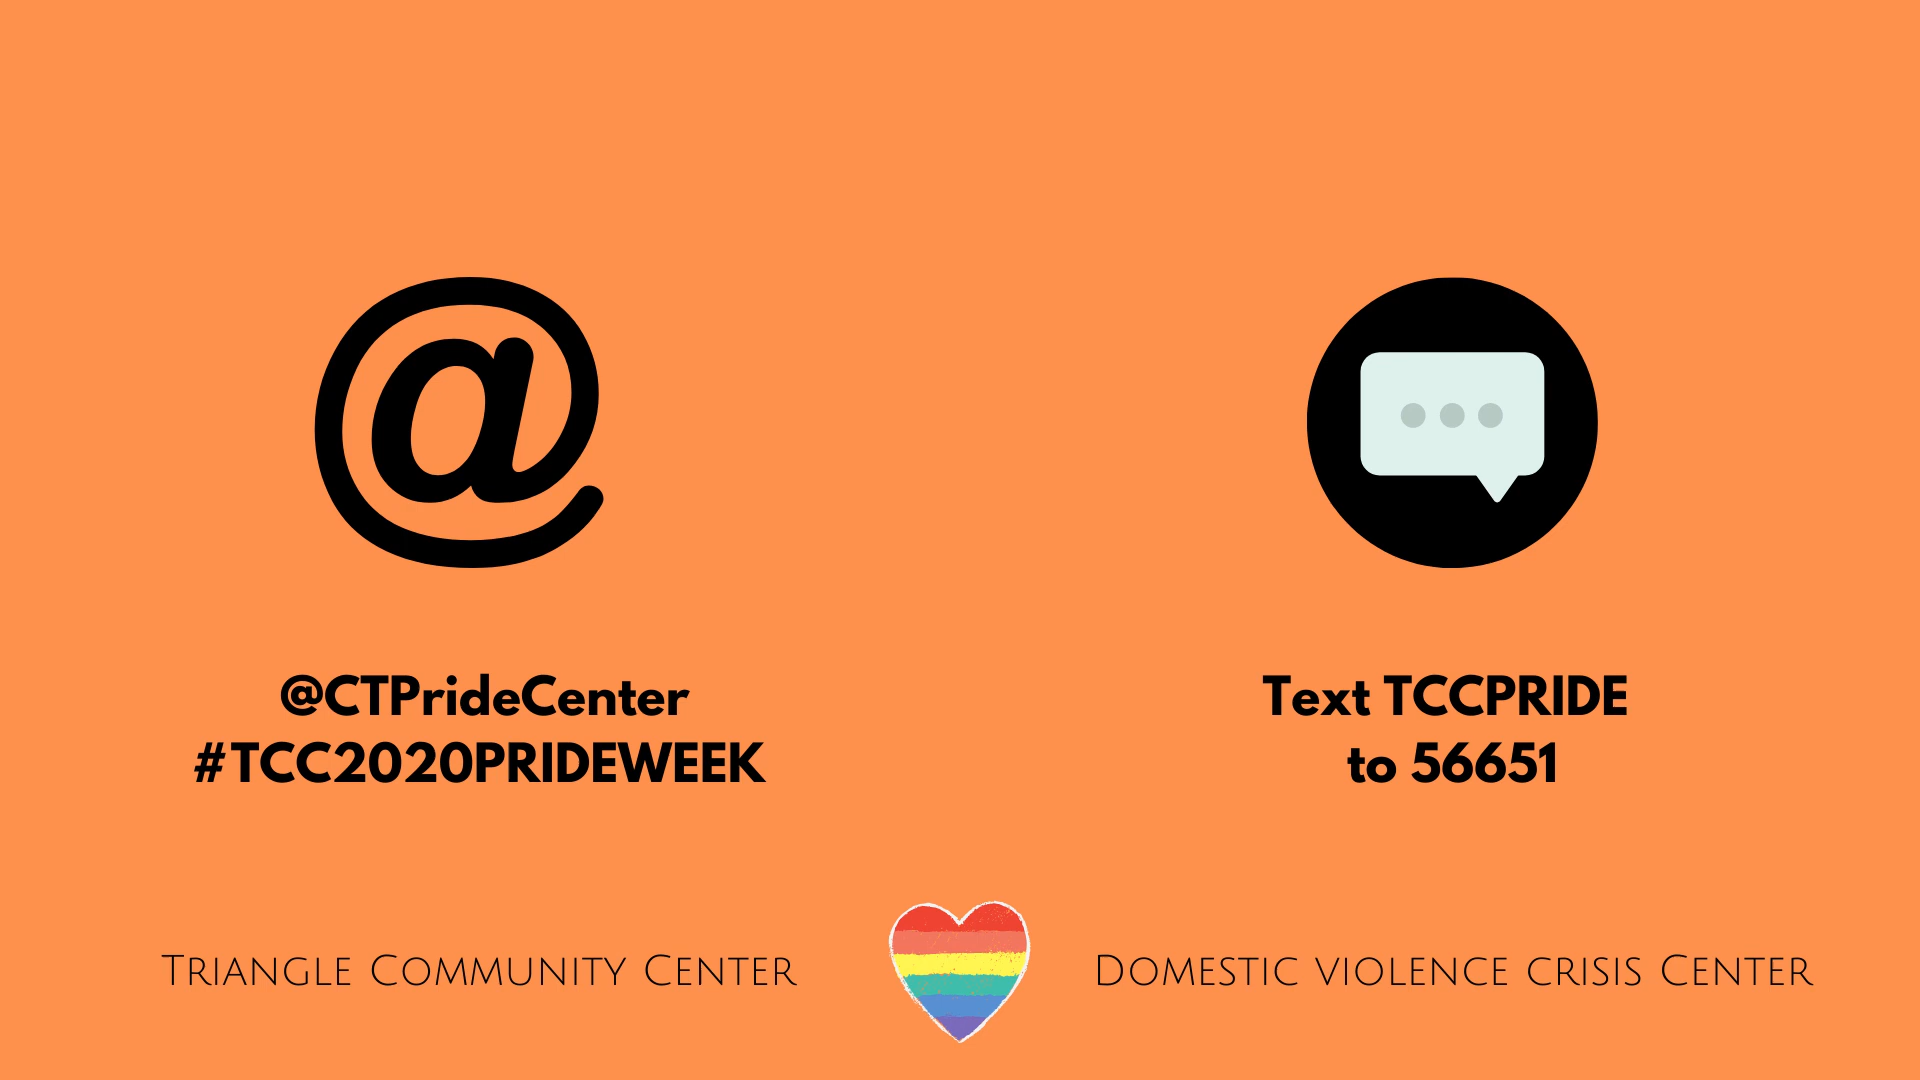 @CTPrideCenter
#TCC2020PRIDEWEEK
Text TCCPRIDE
to 56651
Triangle Community Center
Domestic violence crisis Center